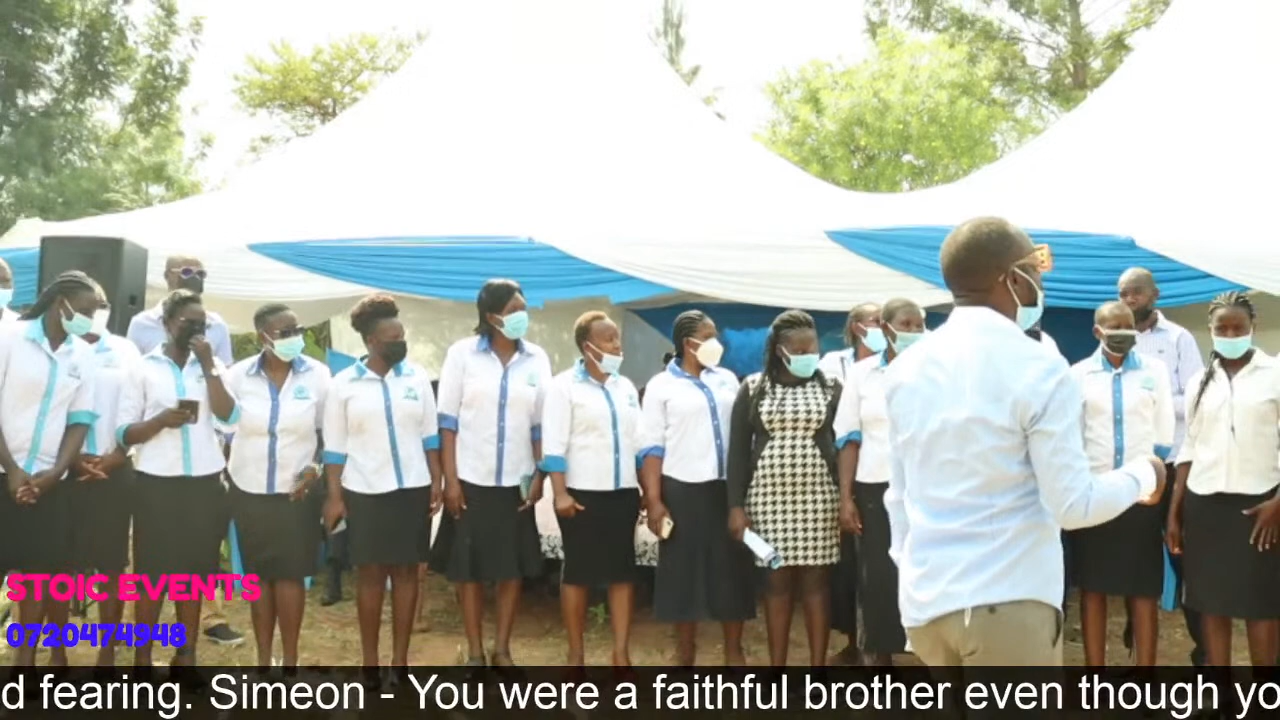 STOIC EVENTS
0720474948
d fearing. Simeon - You were a faithful brother even though yo